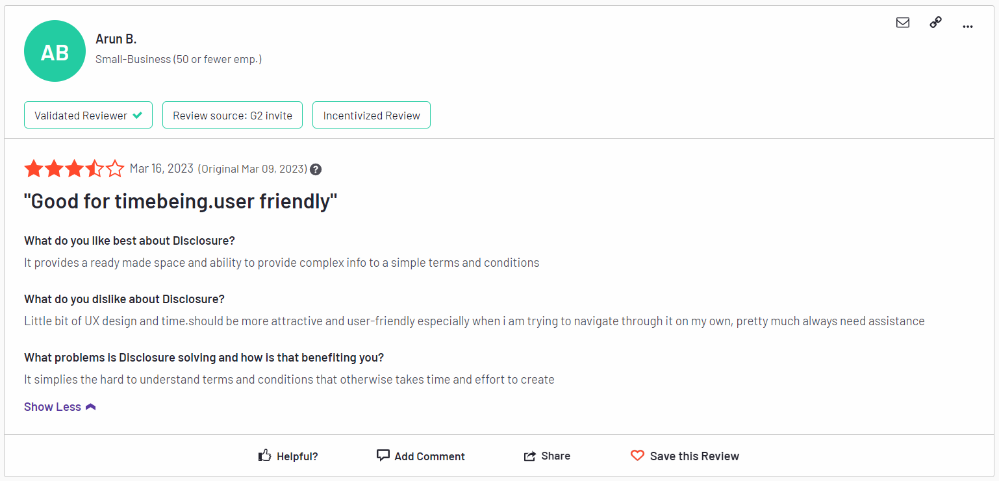 AB
Arun B.
Small-Business (50 or fewer emp.)
Validated Reviewer
Review source: G2 invite
Incentivized Review
Mar 16, 2023 (Original Mar 09, 2023) ?
"Good for timebeing.user friendly"
What do you like best about Disclosure?
It provides a ready made space and ability to provide complex info to a simple terms and conditions
What do you dislike about Disclosure?
Little bit of UX design and time.should be more attractive and user-friendly especially when i am trying to navigate through it on my own, pretty much always need assistance
What problems is Disclosure solving and how is that benefiting you?
It simplies the hard to understand terms and conditions that otherwise takes time and effort to create
Show Less
Helpful?
Add Comment
Share
Save this Review